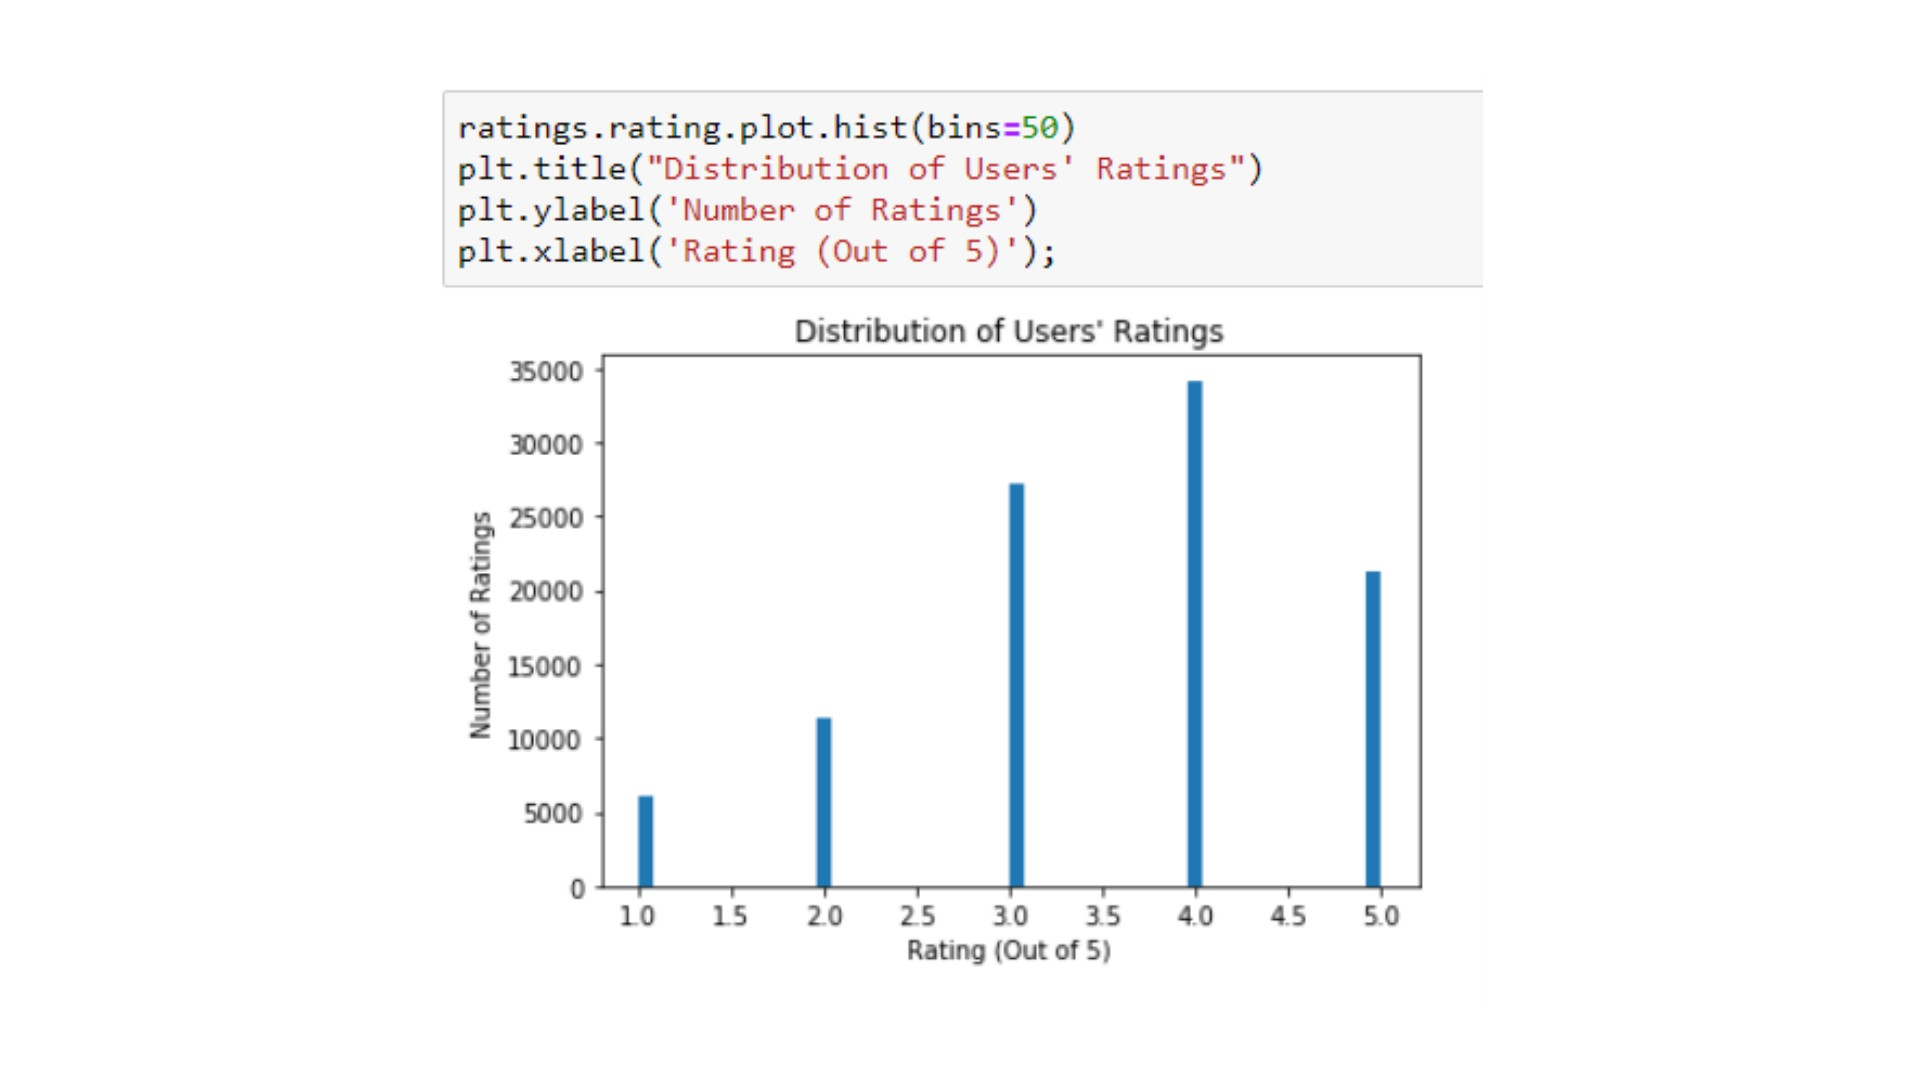 ratings.rating.plot.hist(bins=50)
plt.title("Distribution of Users' Ratings")
plt.ylabel('Number of Ratings')
plt.xlabel('Rating (Out of 5)');
Distribution of Users' Ratings
35000
30000
25000
20000
15000
10000
5000
0
Number of Ratings
1.0 1.5 2.0 2.5 3.0 3.5 4.0 4.5 5.0
Rating (Out of 5)